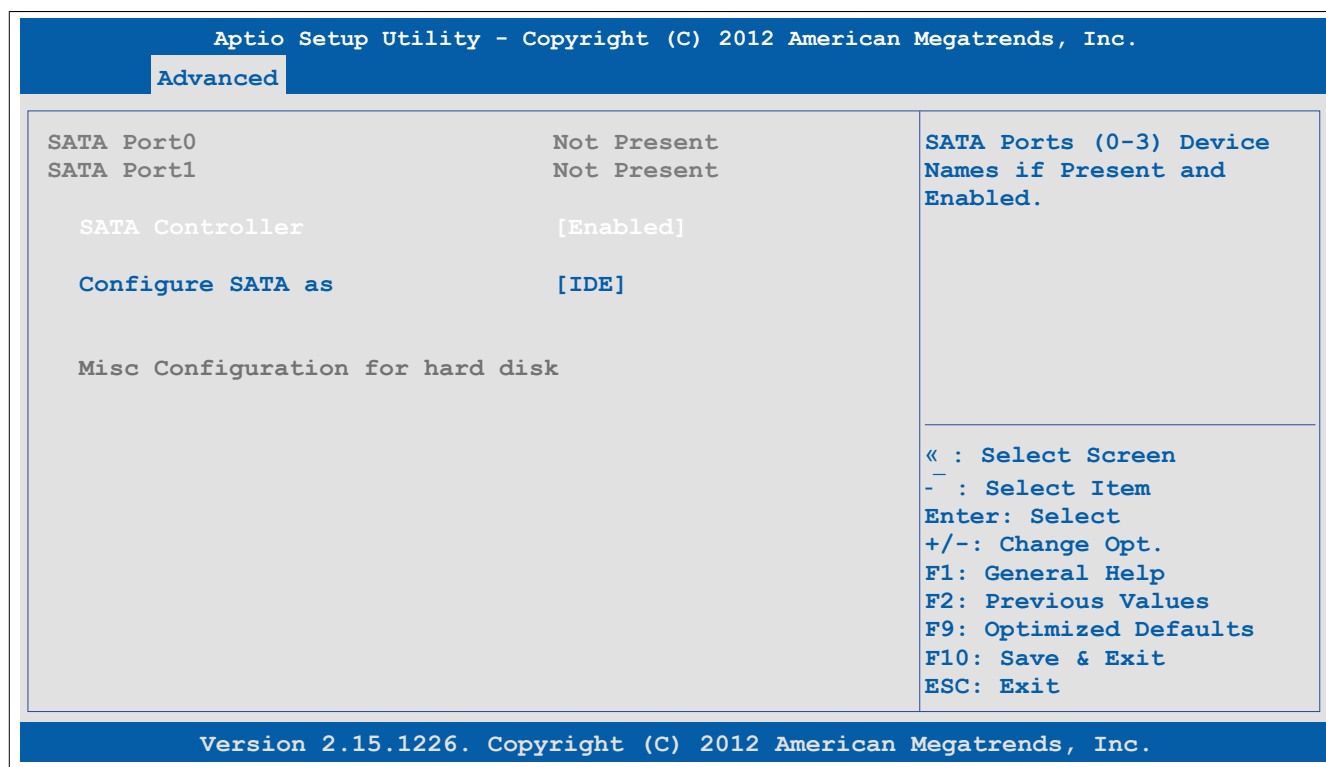 Aptio Setup Utility - Copyright (C) 2012 American Megatrends, Inc.
Advanced
SATA Port0 Not Present
SATA Port1 Not Present
SATA Controller [Enabled]
Configure SATA as [IDE]
Misc Configuration for hard disk
SATA Ports (0-3) Device
Names if Present and
Enabled.
« : Select Screen
-¯ : Select Item
Enter: Select
+/-: Change Opt.
F1: General Help
F2: Previous Values
F9: Optimized Defaults
F10: Save & Exit
ESC: Exit
Version 2.15.1226. Copyright (C) 2012 American Megatrends, Inc.